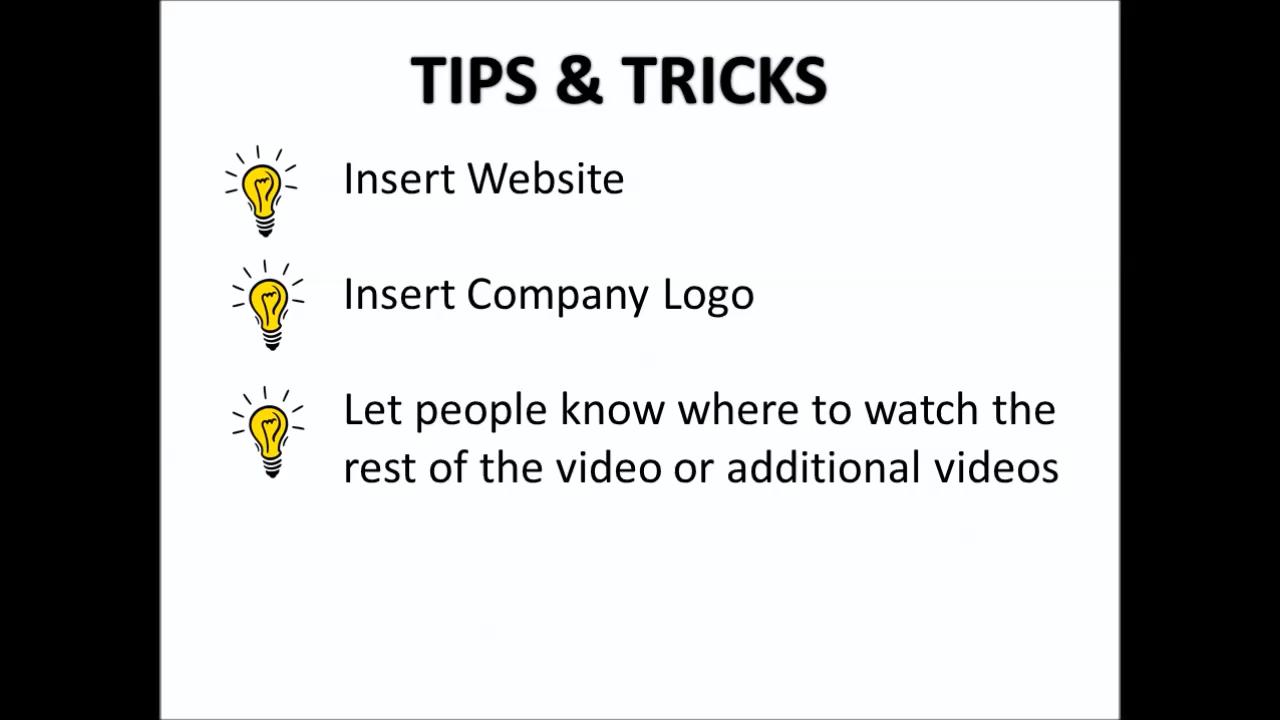 TIPS & TRICKS
Insert Website
Insert Company Logo
Let people know where to watch the
rest of the video or additional videos